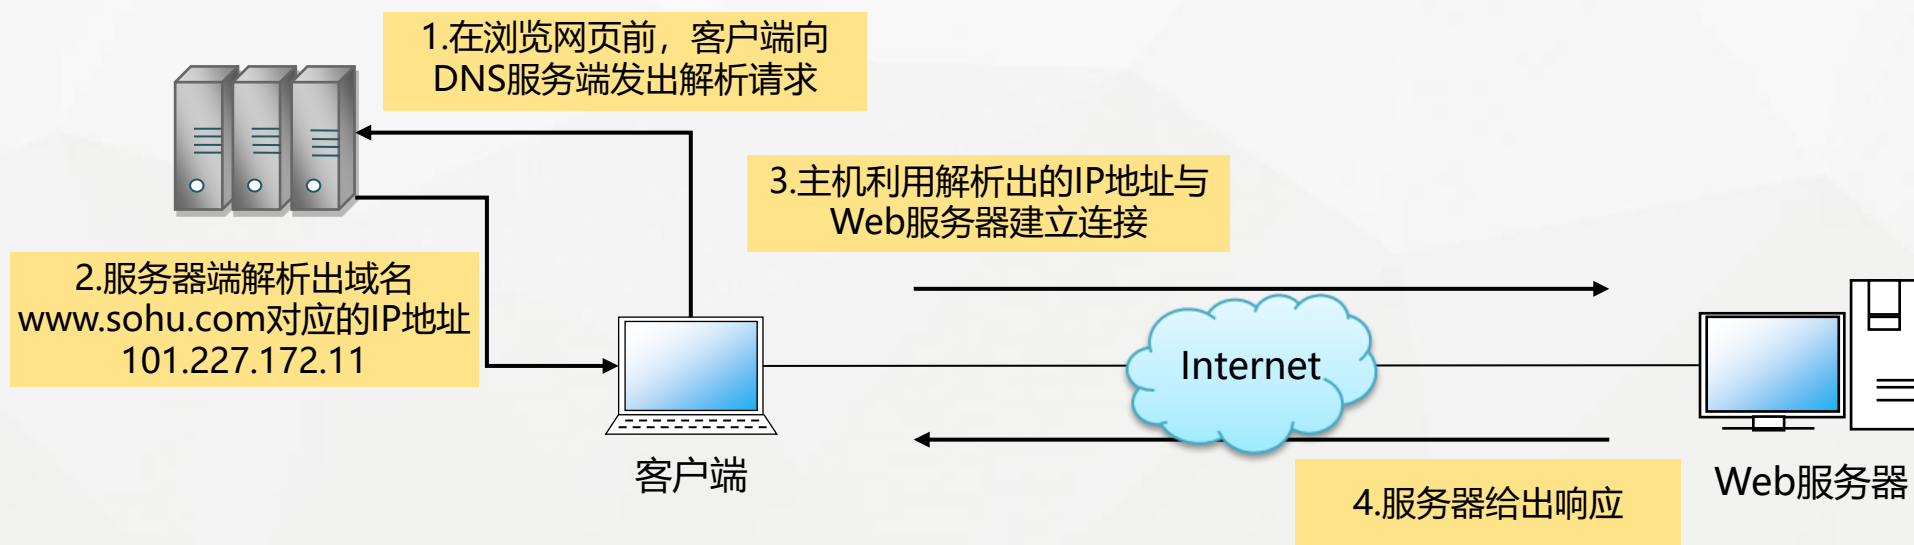 1.在浏览网页前，客户端向
DNS服务端发出解析请求
3.主机利用解析出的IP地址与
Web服务器建立连接
2.服务器端解析出域名
www.sohu.com对应的IP地址
101.227.172.11
Internet
客户端
4.服务器给出响应
Web服务器